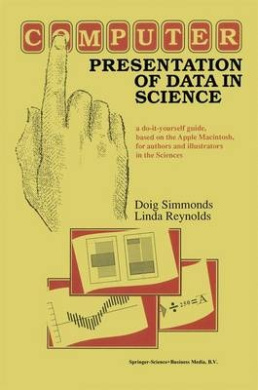 COMPUTER
PRESENTATION
OF DATA IN
SCIENCE
a do-it-yourself guide,
based on the Apple Macintosh,
for authors and illustrators
in the Sciences
Doig Simmonds
Linda Reynolds
÷:≡=A
Springer-Science+Business Media, B.V.